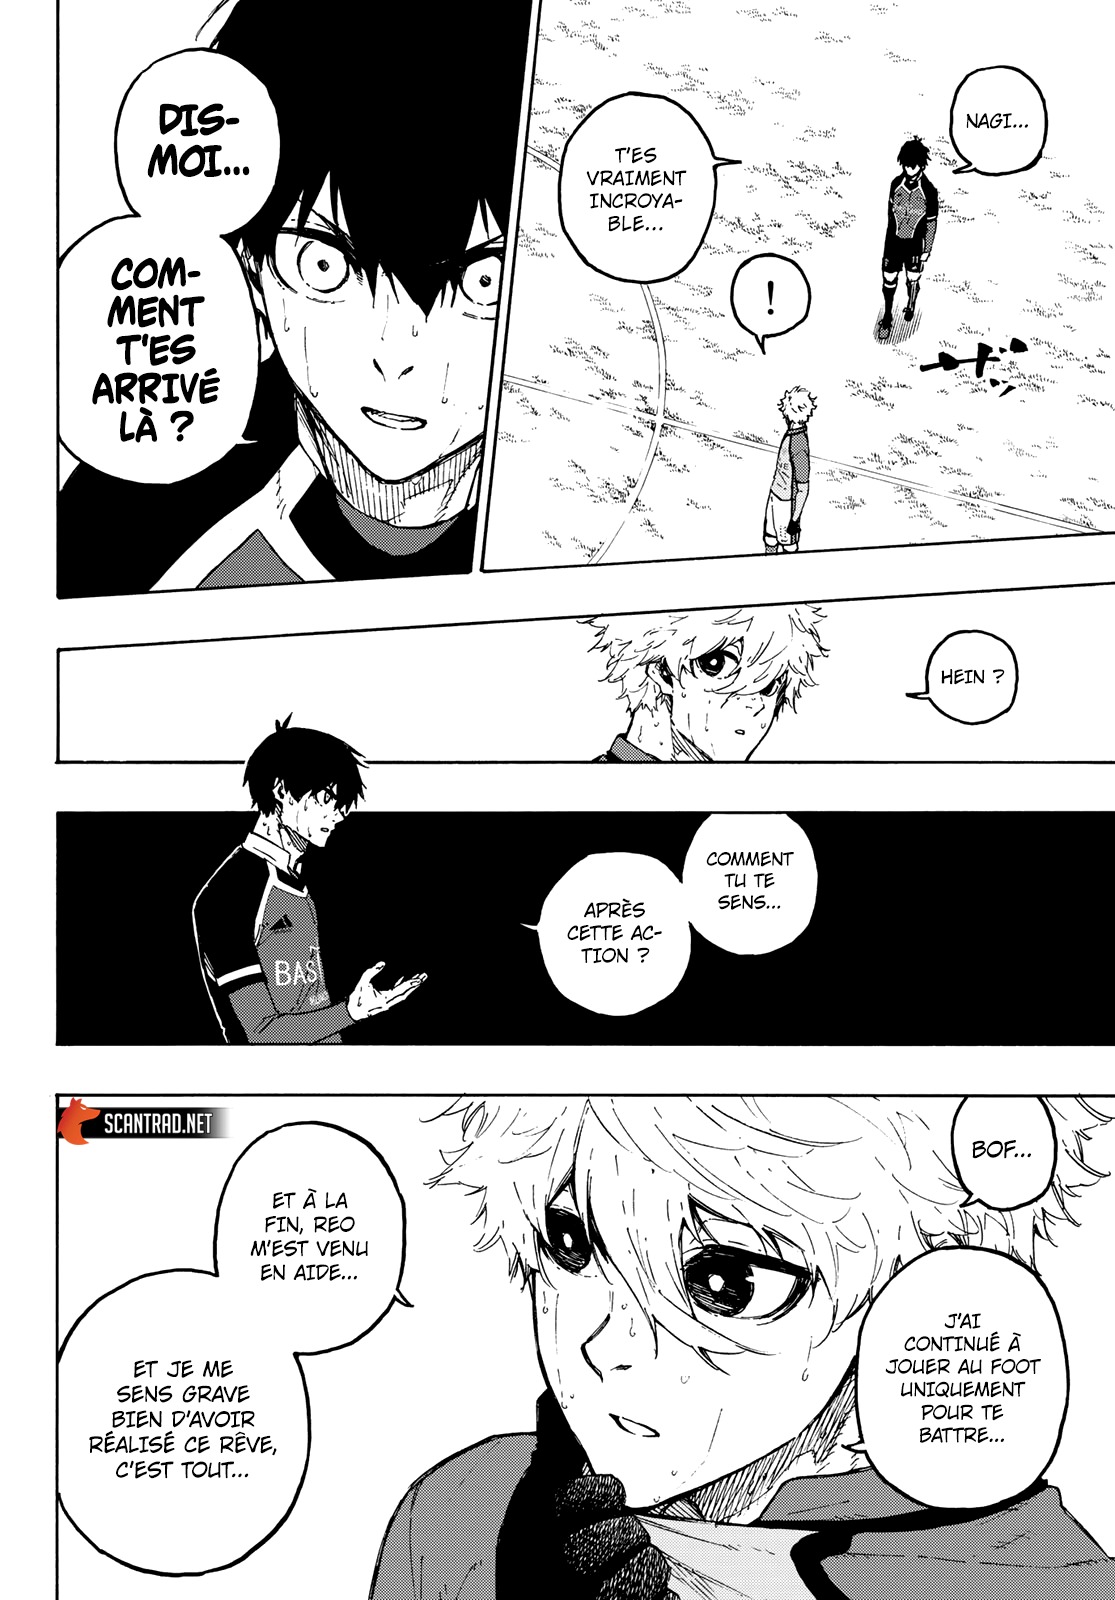 NAGI...
T'ES
VRAIMENT
INCROYA-
BLE...
!
ザッ
DIS-
MOI...
COM-
MENT
T'ES
ARRIVÉ
LÀ ?
HEIN ?
COMMENT
TU TE
SENS...
APRÈS
CETTE AC-
TION ?
BAS
BOF...
J'AI
CONTINUÉ À
JOUER AU FOOT
UNIQUEMENT
POUR TE
BATTRE...
SCANTRAD.NET
ET À LA
FIN, REO
M'EST VENU
EN AIDE...
ET JE ME
SENS GRAVE
BIEN D'AVOIR
RÉALISÉ CE RÊVE,
C'EST TOUT...